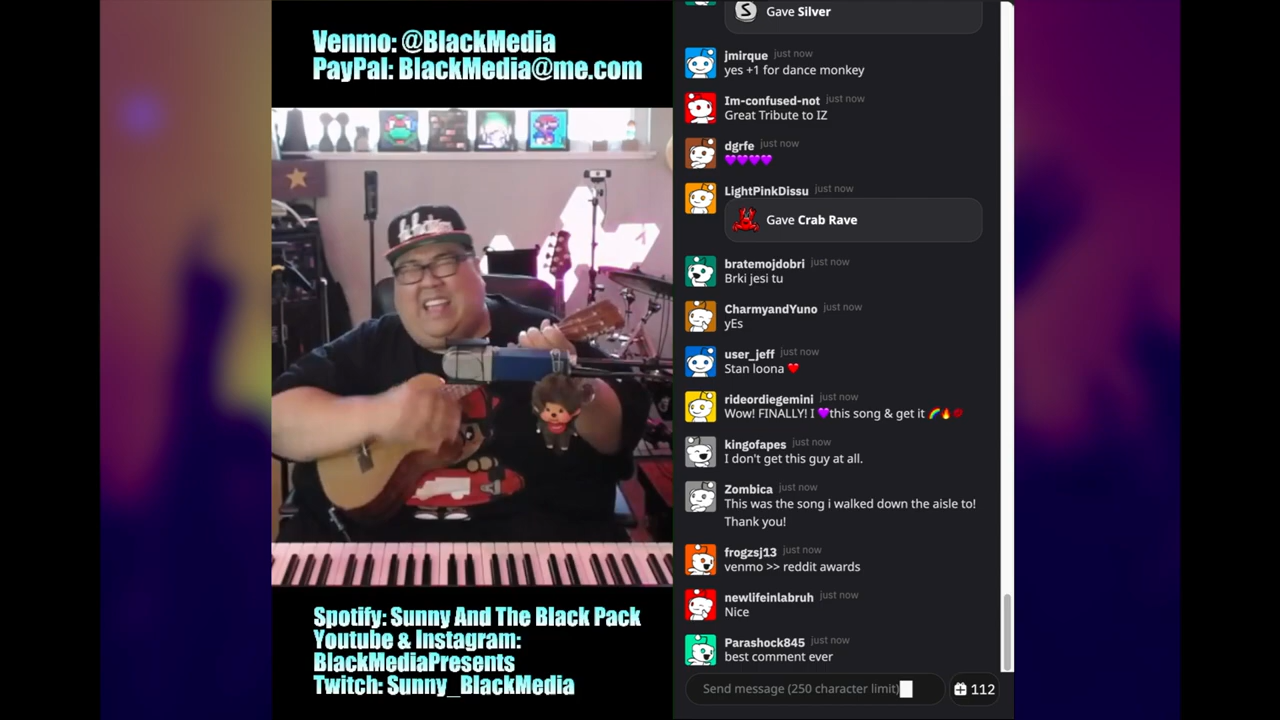 Venmo: @BlackMedia
PayPal: BlackMedia@me.com
Spotify: Sunny And The Black Pack
Youtube & Instagram:
BlackMediaPresents
Twitch: Sunny_BlackMedia
Gave Silver
jmirque just now
yes +1 for dance monkey
Im-confused-not just now
Great Tribute to IZ
dgrfe just now
💜💜💜💜
LightPinkDissu just now
Gave Crab Rave
bratemojdobri just now
Brki jesi tu
CharmyandYuno just now
yEs
user_jeff just now
Stan loona ❤️
rideordiegemini just now
Wow! FINALLY! I 💜this song & get it 🌈🔥💋
kingofapes just now
I don't get this guy at all.
Zombica just now
This was the song i walked down the aisle to!
Thank you!
frogzsj13 just now
venmo >> reddit awards
newlifeinlabruh just now
Nice
Parashock845 just now
best comment ever
Send message (250 character limit)
112